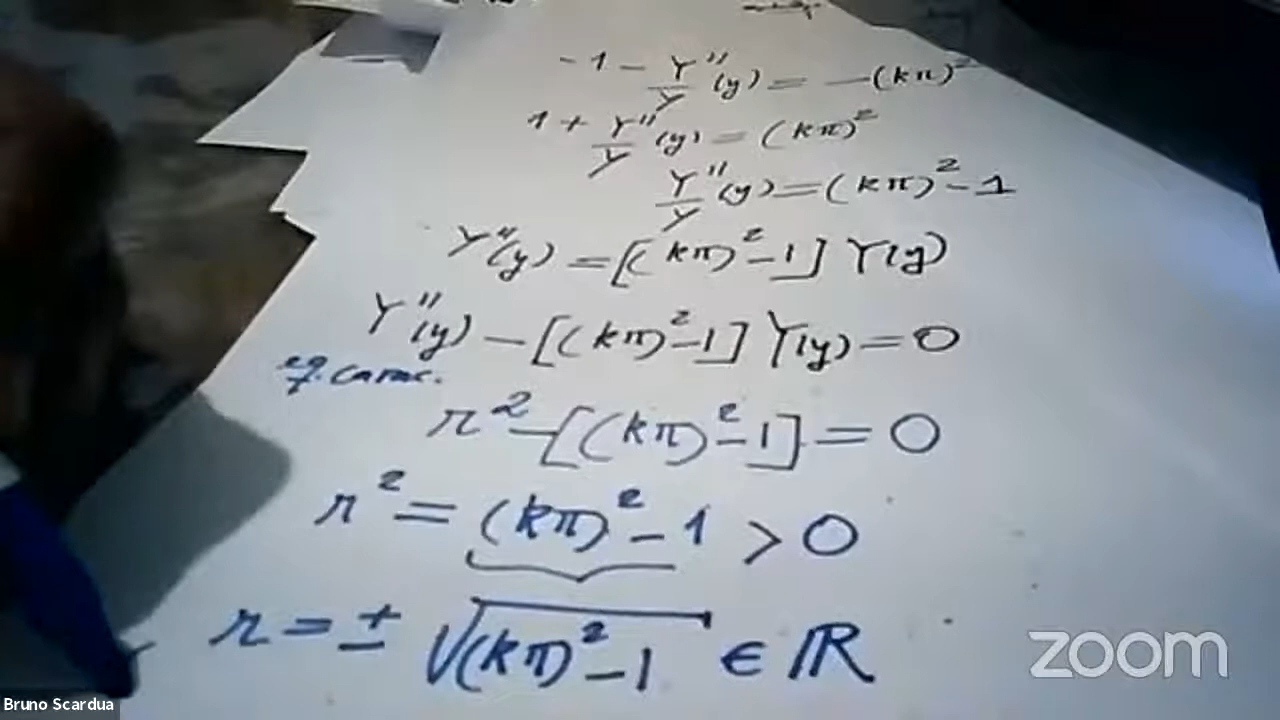 -1 - Y''/Y (y) = -(kπ)²
1 + Y''/Y (y) = (kπ)²
Y''/Y (y) = (kπ)² - 1
Y''(y) = [(kπ)² - 1] Y(y)
Y''(y) - [(kπ)² - 1] Y(y) = 0
eq. carac.
r² - [(kπ)² - 1] = 0
r² = (kπ)² - 1 > 0
r = ± √(kπ)² - 1 ∈ ℝ
zoom
Bruno Scardua